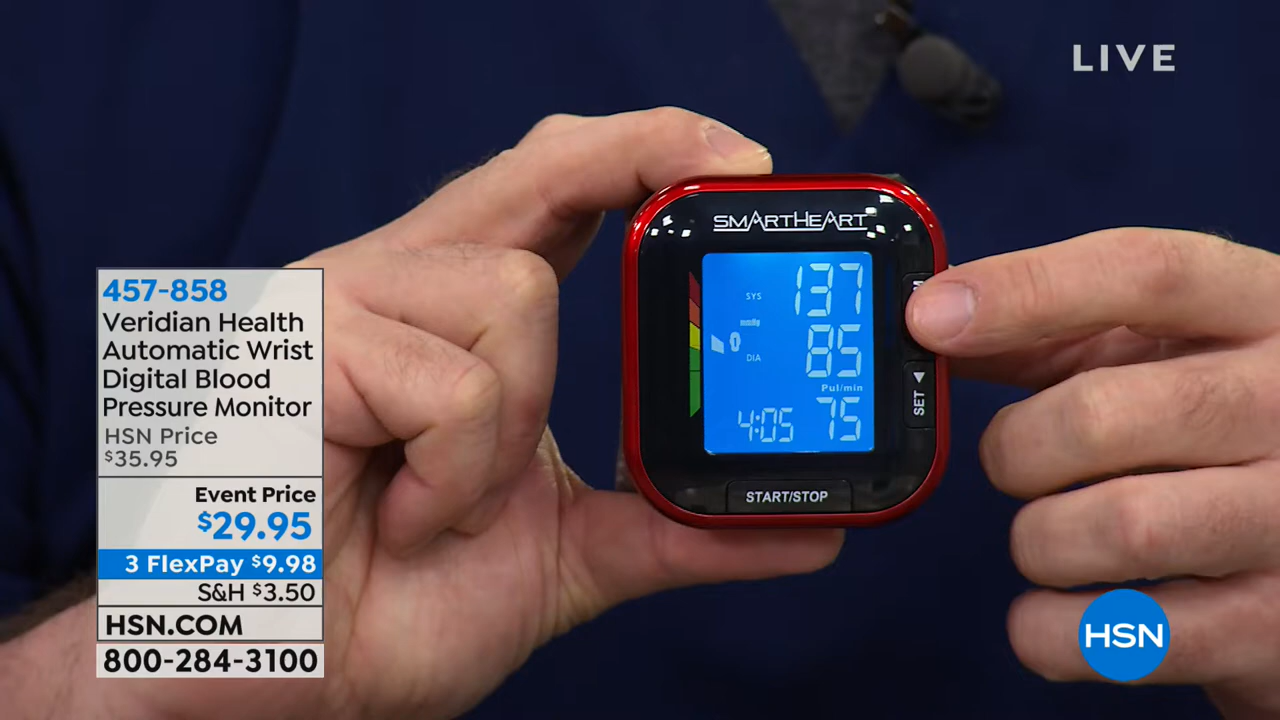 LIVE
457-858
Veridian Health
Automatic Wrist
Digital Blood
Pressure Monitor
HSN Price
$35.95
Event Price
$29.95
3 FlexPay $9.98
S&H $3.50
HSN.COM
800-284-3100
SMARTHEART
SYS
137
mmHg
DIA
85
Pul/min
4:05
75
SET ▼
START/STOP
HSN